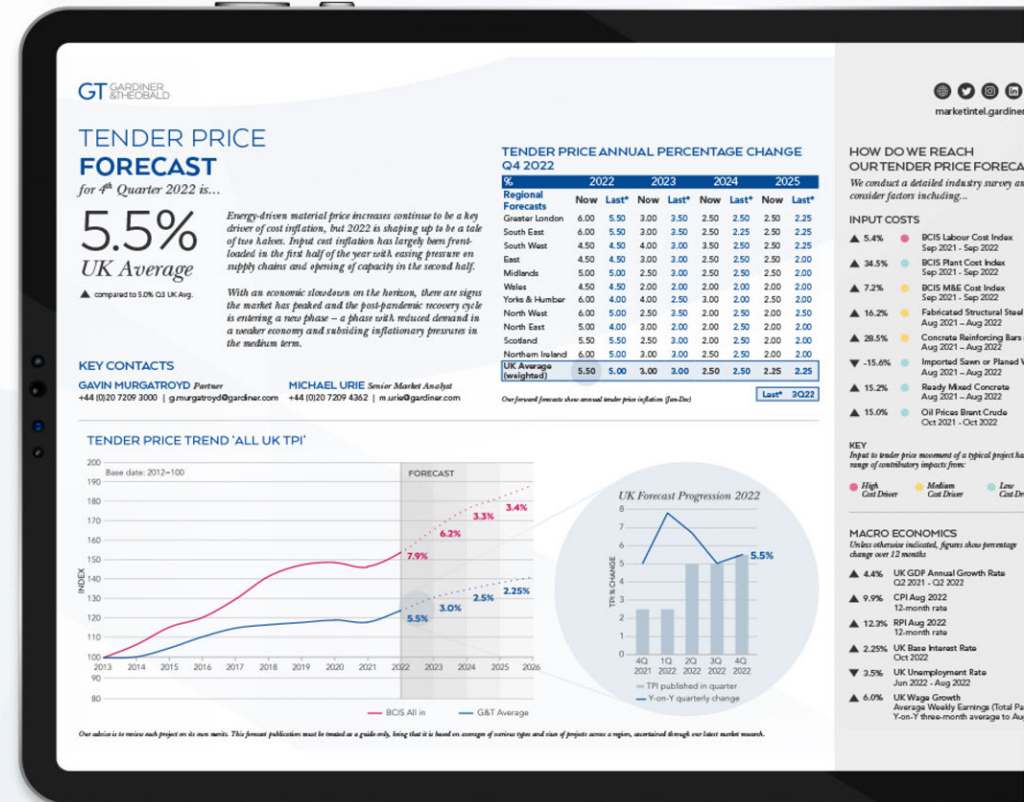 GT GARDINER
&THEOBALD
TENDER PRICE
FORECAST
for 4th Quarter 2022 is...
5.5%
UK Average
▲ compared to 5.0% Q3 UK Avg.
Energy-driven material price increases continue to be a key
driver of cost inflation, but 2022 is shaping up to be a tale
of two halves. Input cost inflation has largely been front-
loaded in the first half of the year with easing pressure on
supply chains and opening of capacity in the second half.
With an economic slowdown on the horizon, there are signs
the market has peaked and the post-pandemic recovery cycle
is entering a new phase – a phase with reduced demand in
a weaker economy and subsiding inflationary pressures in
the medium term.
KEY CONTACTS
GAVIN MURGATROYD Partner
+44 (0)20 7209 3000 | g.murgatroyd@gardiner.com
MICHAEL URIE Senior Market Analyst
+44 (0)20 7209 4362 | m.urie@gardiner.com
TENDER PRICE ANNUAL PERCENTAGE CHANGE
Q4 2022
% 2022 2023 2024 2025
Regional
Forecasts Now Last* Now Last* Now Last* Now Last*
Greater London 6.00 5.50 3.00 3.50 2.50 2.50 2.50 2.25
South East 6.00 5.00 3.00 3.50 2.50 2.25 2.50 2.25
South West 4.50 4.50 4.00 3.00 3.50 2.50 2.50 2.25
East 4.50 4.50 3.00 3.00 2.50 2.50 2.50 2.25
Midlands 5.00 5.00 2.50 3.00 2.50 2.50 2.50 2.25
Wales 4.50 4.50 2.00 2.50 2.00 2.50 2.00 2.00
Yorks & Humber 6.00 4.00 4.00 2.50 3.00 2.00 2.50 2.00
North West 6.00 5.00 2.50 3.50 2.50 2.50 2.50 2.50
North East 5.00 4.00 3.00 2.00 2.00 2.00 2.50 2.00
Scotland 5.50 5.50 2.50 3.00 2.00 2.50 2.00 2.00
Northern Ireland 6.00 5.00 3.00 3.00 2.50 2.50 2.00 2.00
UK Average
(weighted) 5.50 5.00 3.00 3.00 2.50 2.50 2.25 2.25
Our forward forecasts show annual tender price inflation (Jan-Dec)
Last* 3Q22
TENDER PRICE TREND 'ALL UK TPI'
Base date: 2012=100
FORECAST
INDEX
200
190
180
170
160
150
140
130
120
110
100
90
80
7.9%
6.2%
3.3%
3.4%
5.5%
3.0%
2.5%
2.25%
2013 2014 2015 2016 2017 2018 2019 2020 2021 2022 2023 2024 2025 2026
BCIS All in
G&T Average
UK Forecast Progression 2022
TPI % CHANGE
8
7
6
5
4
3
2
1
0
5.5%
4Q 1Q 2Q 3Q 4Q
2021 2022 2022 2022 2022
TPI published in quarter
Y-on-Y quarterly change
Our advice is to review each project on its own merits. This forecast publication must be treated as a guide only, being that it is based on averages of various types and sizes of projects across a region, ascertained through our latest market research.
marketintel.gardiner
HOW DO WE REACH
OUR TENDER PRICE FORECA
We conduct a detailed industry survey an
consider factors including...
INPUT COSTS
▲ 5.4% BCIS Labour Cost Index
Sep 2021 - Sep 2022
▲ 34.5% BCIS Plant Cost Index
Sep 2021 - Sep 2022
▲ 7.2% BCIS M&E Cost Index
Sep 2021 - Sep 2022
▲ 16.2% Fabricated Structural Steel
Aug 2021 – Aug 2022
▲ 28.5% Concrete Reinforcing Bars
Aug 2021 – Aug 2022
▼ -15.6% Imported Sawn or Planed W
Aug 2021 – Aug 2022
▲ 15.2% Ready Mixed Concrete
Aug 2021 - Aug 2022
▲ 15.0% Oil Prices Brent Crude
Oct 2021 - Oct 2022
KEY
Input to tender price movement of a typical project ha
range of contributory impacts from:
High
Cost Driver
Medium
Cost Driver
Low
Cost Dr
MACRO ECONOMICS
Unless otherwise indicated, figures show percentage
change over 12 months
▲ 4.4% UK GDP Annual Growth Rate
Q2 2021 - Q2 2022
▲ 9.9% CPI Aug 2022
12-month rate
▲ 12.3% RPI Aug 2022
12-month rate
▲ 2.25% UK Base Interest Rate
Oct 2022
▼ 3.5% UK Unemployment Rate
Jun 2022 - Aug 2022
▲ 6.0% UK Wage Growth
Average Weekly Earnings (Total Pa
Y-on-Y three-month average to Au